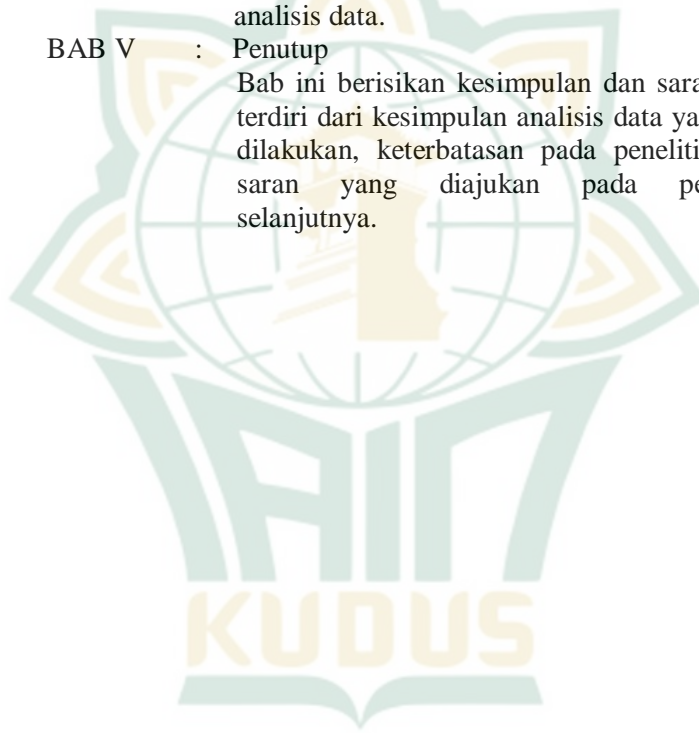 analisis data.
BAB V : Penutup
Bab ini berisikan kesimpulan dan sara
terdiri dari kesimpulan analisis data ya
dilakukan, keterbatasan pada peneliti
saran yang diajukan pada pe
selanjutnya.
IAIN
KUDUS